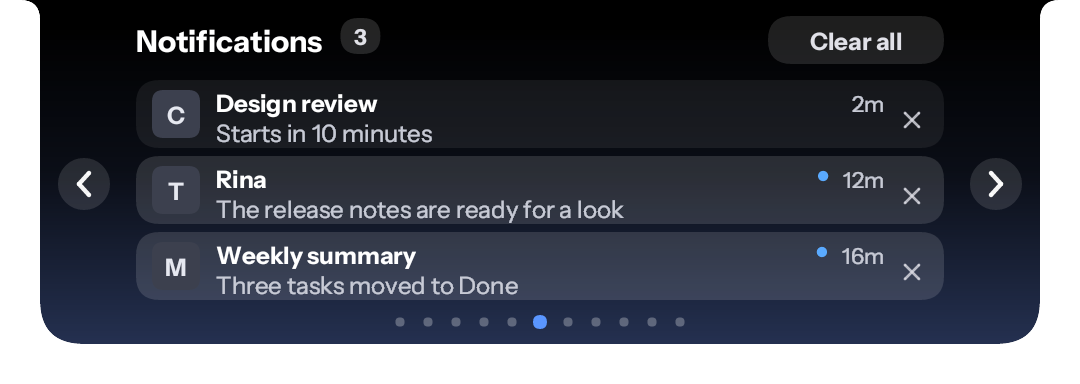 Notifications 3 Clear all
C Design review 2m
Starts in 10 minutes
T Rina 12m
The release notes are ready for a look
M Weekly summary 16m
Three tasks moved to Done